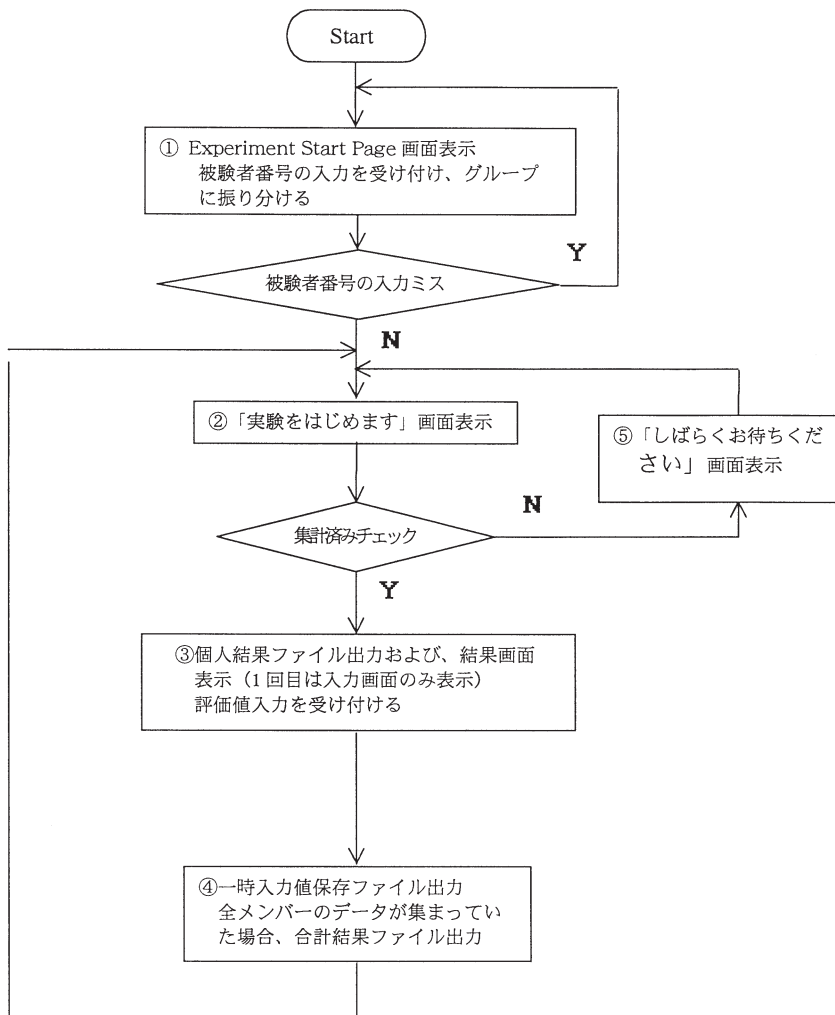 Start
① Experiment Start Page 画面表示
被験者番号の入力を受け付け、グループ
に振り分ける
Y
被験者番号の入力ミス
N
②「実験をはじめます」画面表示
⑤「しばらくお待ちくだ
さい」画面表示
N
集計済みチェック
Y
③個人結果ファイル出力および、結果画面
表示（1回目は入力画面のみ表示）
評価値入力を受け付ける
④一時入力値保存ファイル出力
全メンバーのデータが集まってい
た場合、合計結果ファイル出力